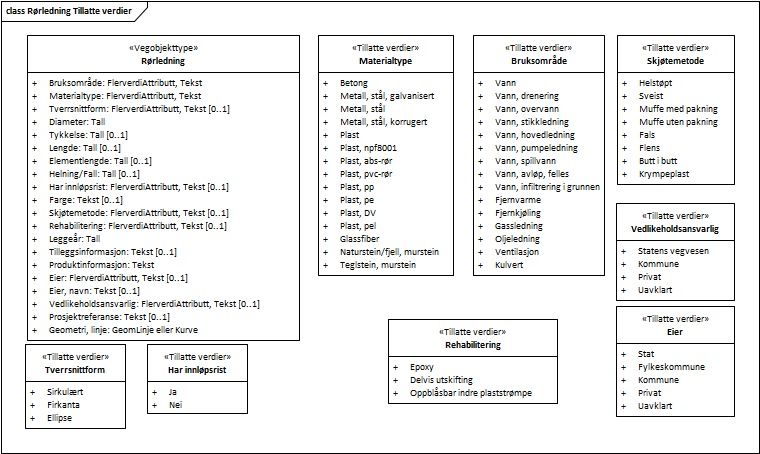 class Rørledning Tillatte verdier
«Vegobjekttype»
Rørledning
+ Bruksområde: FlerverdiAttributt, Tekst
+ Materialtype: FlerverdiAttributt, Tekst
+ Tverrsnittform: FlerverdiAttributt, Tekst [0..1]
+ Diameter: Tall
+ Tykkelse: Tall [0..1]
+ Lengde: Tall [0..1]
+ Elementlengde: Tall [0..1]
+ Helning/Fall: Tall [0..1]
+ Har innløpsrist: FlerverdiAttributt, Tekst [0..1]
+ Farge: Tekst [0..1]
+ Skjøtemetode: FlerverdiAttributt, Tekst [0..1]
+ Rehabilitering: FlerverdiAttributt, Tekst [0..1]
+ Leggeår: Tall
+ Tilleggsinformasjon: Tekst [0..1]
+ Produktinformasjon: Tekst
+ Eier: FlerverdiAttributt, Tekst [0..1]
+ Eier, navn: Tekst [0..1]
+ Vedlikeholdsansvarlig: FlerverdiAttributt, Tekst [0..1]
+ Prosjektreferanse: Tekst [0..1]
+ Geometri, linje: GeomLinje eller Kurve
«Tillatte verdier»
Materialtype
+ Betong
+ Metall, stål, galvanisert
+ Metall, stål
+ Metall, stål, korrugert
+ Plast
+ Plast, npf8001
+ Plast, abs-rør
+ Plast, pvc-rør
+ Plast, pp
+ Plast, pe
+ Plast, DV
+ Plast, pel
+ Glassfiber
+ Naturstein/fjell, murstein
+ Teglstein, murstein
«Tillatte verdier»
Bruksområde
+ Vann
+ Vann, drenering
+ Vann, overvann
+ Vann, stikkledning
+ Vann, hovedledning
+ Vann, pumpeledning
+ Vann, spillvann
+ Vann, avløp, felles
+ Vann, infiltrering i grunnen
+ Fjernvarme
+ Fjernkjøling
+ Gassledning
+ Oljeledning
+ Ventilasjon
+ Kulvert
«Tillatte verdier»
Skjøtemetode
+ Helstøpt
+ Sveist
+ Muffe med pakning
+ Muffe uten pakning
+ Fals
+ Flens
+ Butt i butt
+ Krympeplast
«Tillatte verdier»
Vedlikeholdsansvarlig
+ Statens vegvesen
+ Kommune
+ Privat
+ Uavklart
«Tillatte verdier»
Eier
+ Stat
+ Fylkeskommune
+ Kommune
+ Privat
+ Uavklart
«Tillatte verdier»
Rehabilitering
+ Epoxy
+ Delvis utskifting
+ Oppblåsbar indre plaststrømpe
«Tillatte verdier»
Tverrsnittform
+ Sirkulært
+ Firkanta
+ Ellipse
«Tillatte verdier»
Har innløpsrist
+ Ja
+ Nei